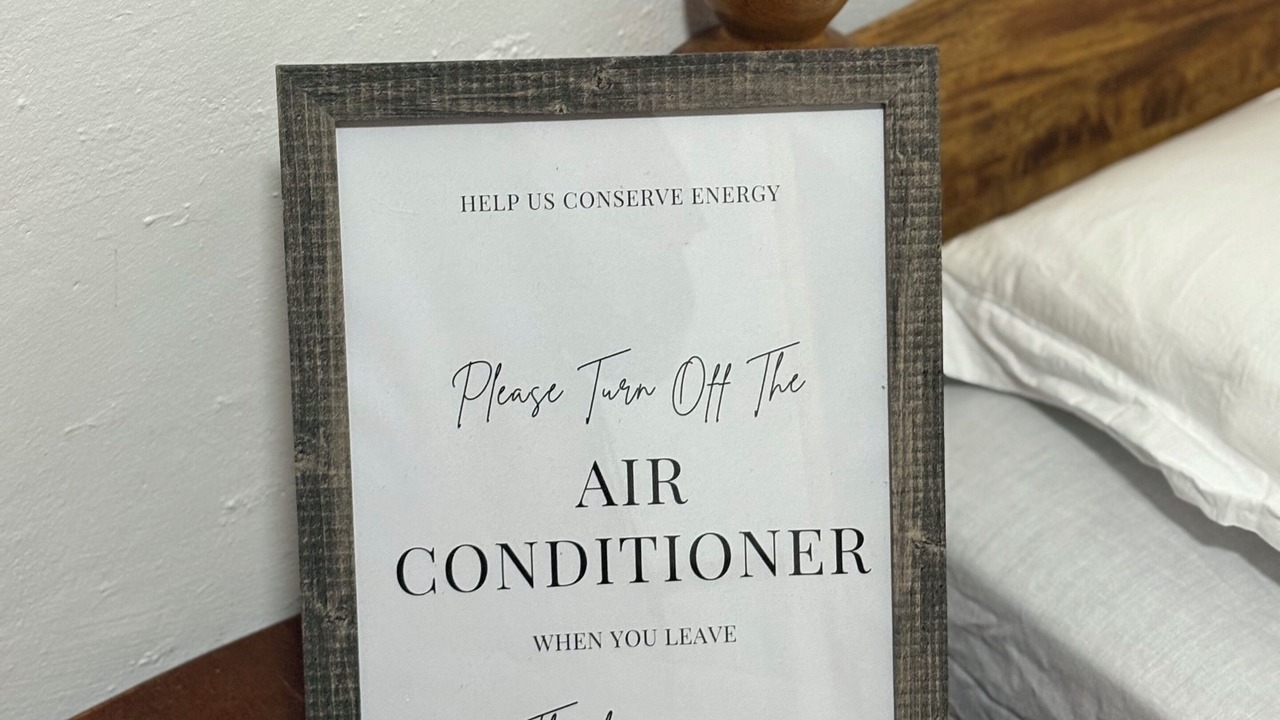 HELP US CONSERVE ENERGY
Please Turn Off The
AIR
CONDITIONER
WHEN YOU LEAVE